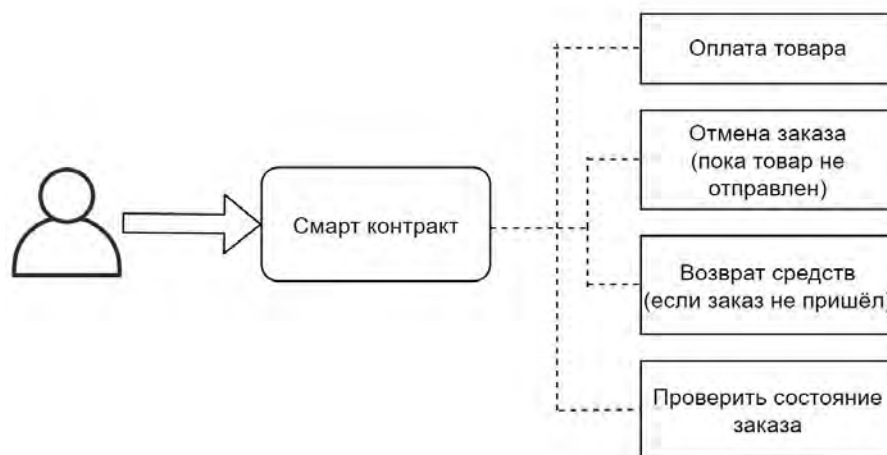 Оплата товара
Отмена заказа
(пока товар не
отправлен)
Смарт контракт
Возврат средств
(если заказ не пришёл)
Проверить состояние
заказа